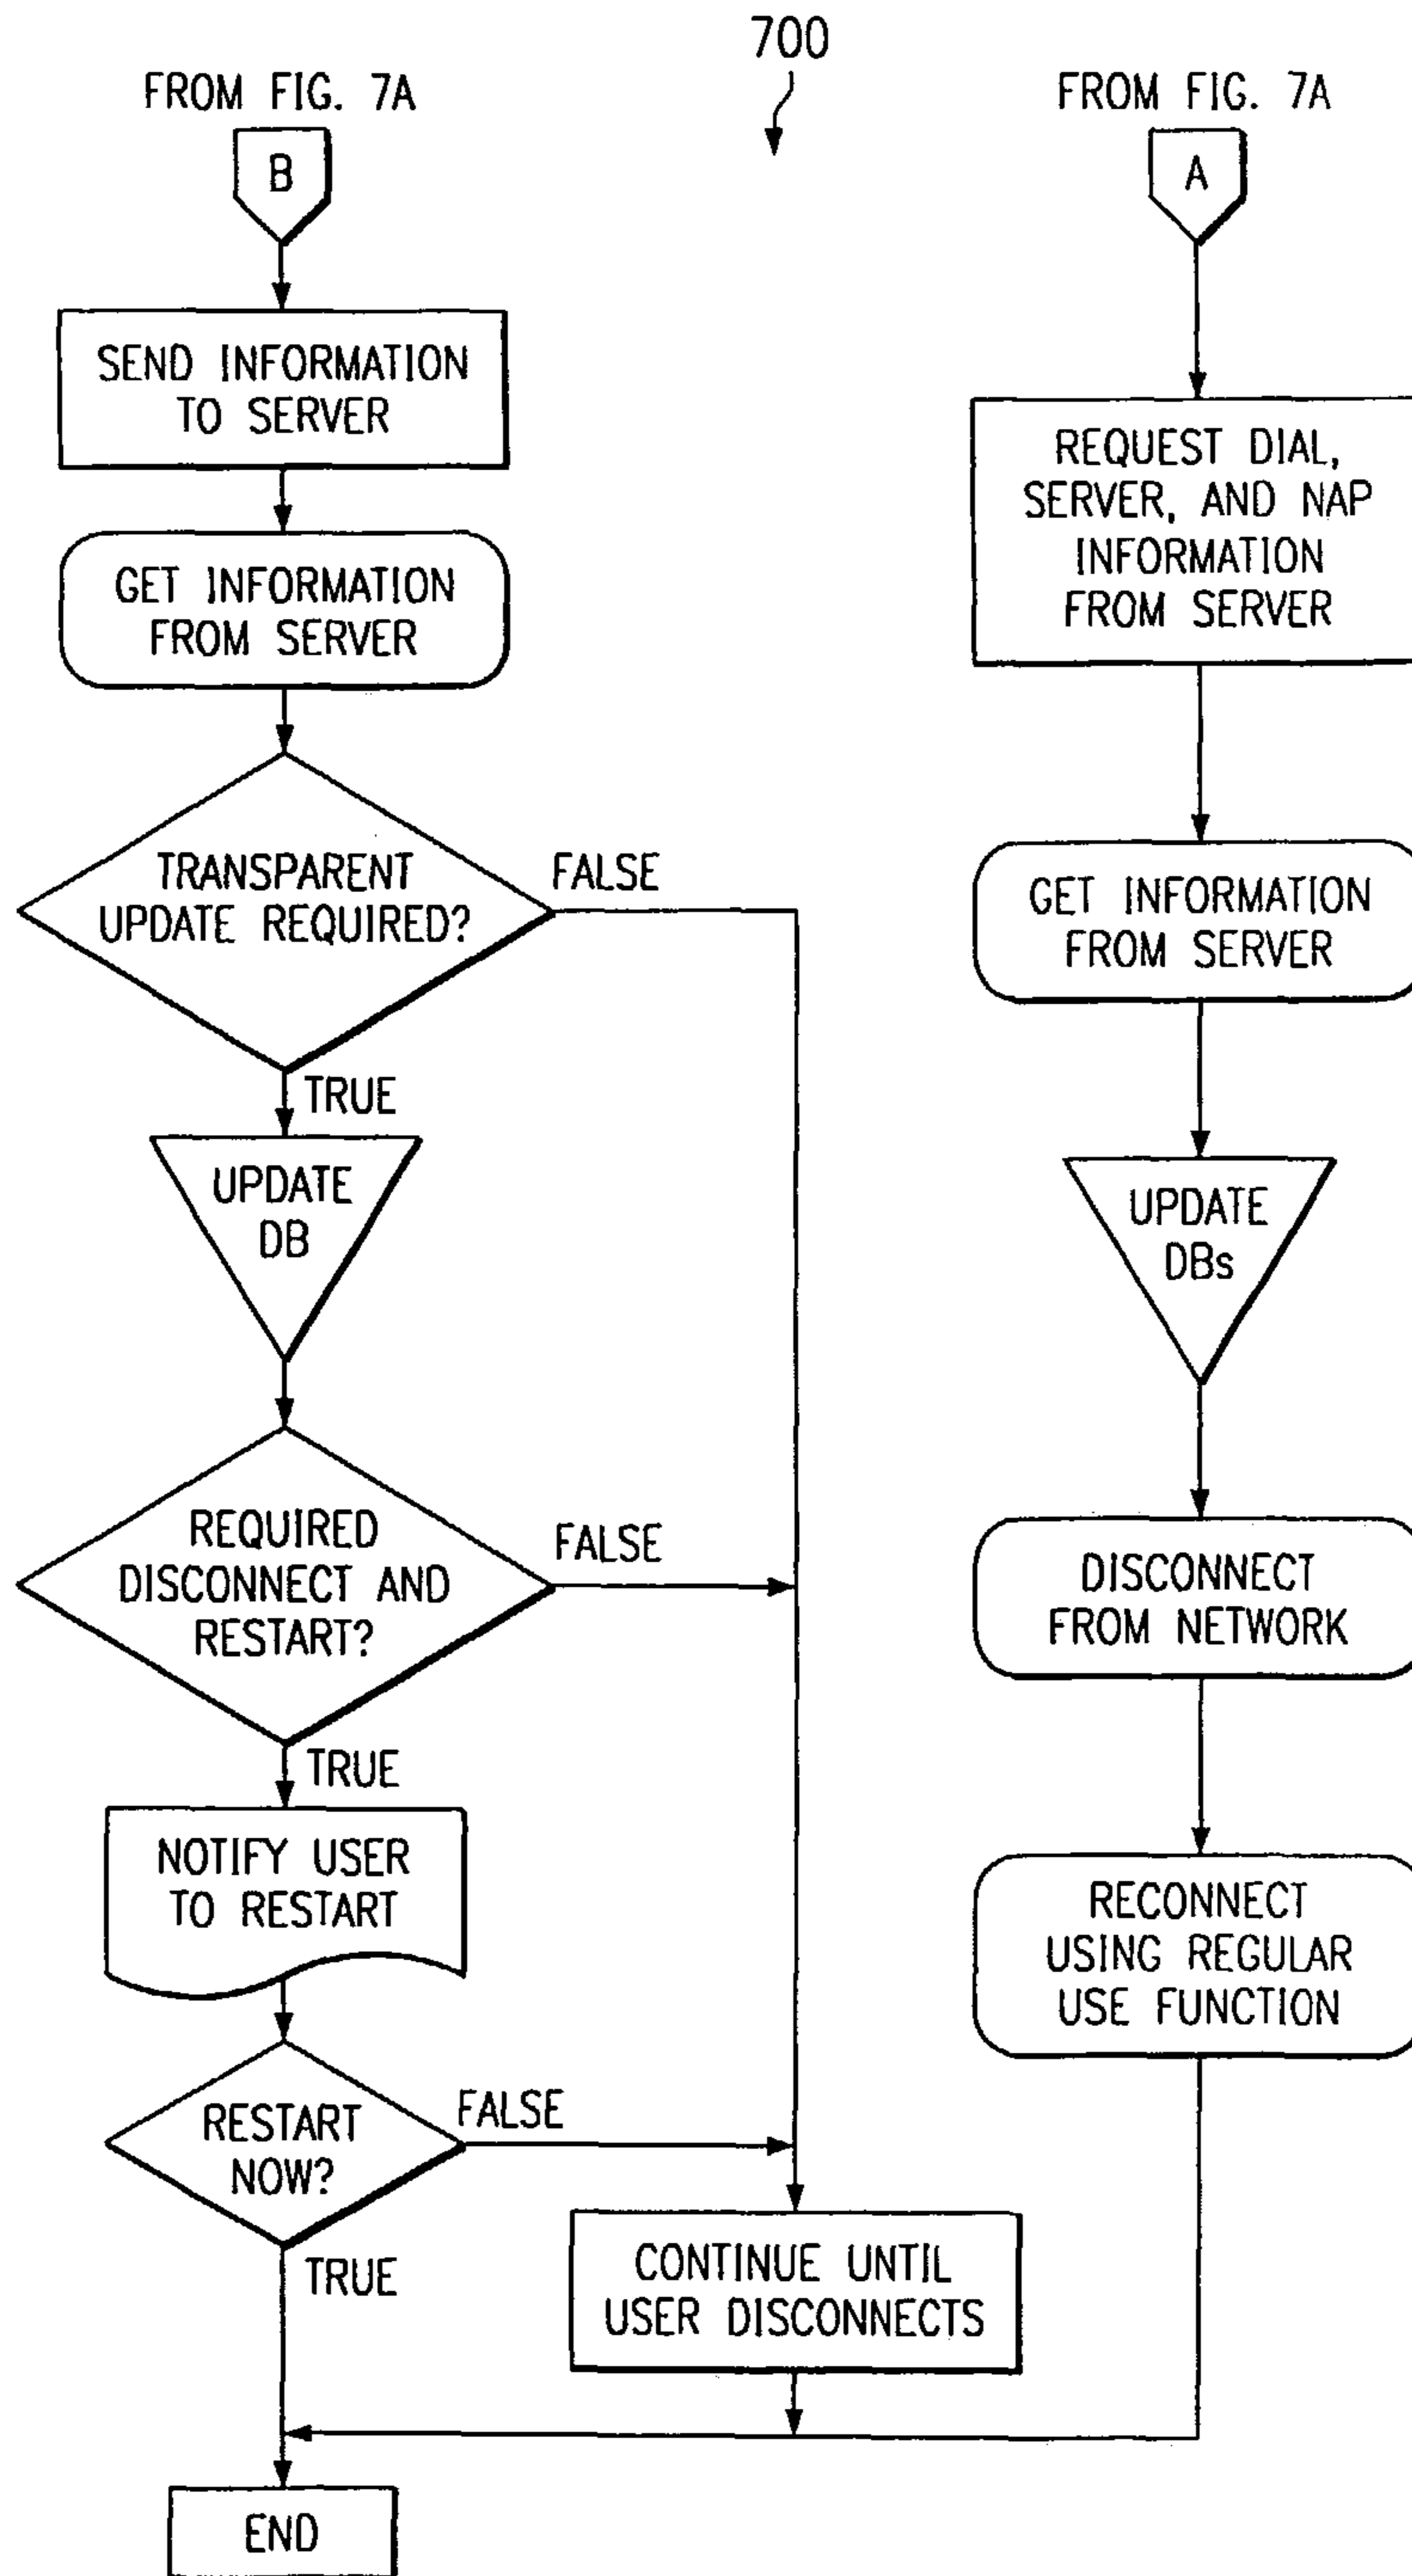 700
FROM FIG. 7A
B
SEND INFORMATION
TO SERVER
GET INFORMATION
FROM SERVER
TRANSPARENT
UPDATE REQUIRED?
FALSE
TRUE
UPDATE
DB
REQUIRED
DISCONNECT AND
RESTART?
FALSE
TRUE
NOTIFY USER
TO RESTART
RESTART
NOW?
FALSE
TRUE
CONTINUE UNTIL
USER DISCONNECTS
END
FROM FIG. 7A
A
REQUEST DIAL,
SERVER, AND NAP
INFORMATION
FROM SERVER
GET INFORMATION
FROM SERVER
UPDATE
DBs
DISCONNECT
FROM NETWORK
RECONNECT
USING REGULAR
USE FUNCTION